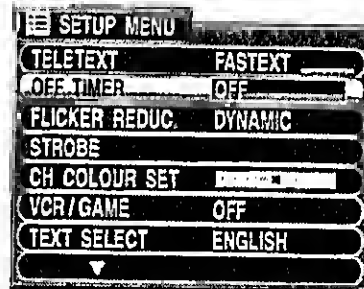 SETUP MENU
TELETEXT FASTEXT
OFF TIMER OFF
FLICKER REDUC. DYNAMIC
STROBE
CH COLOUR SET
VCR/GAME OFF
TEXT SELECT ENGLISH